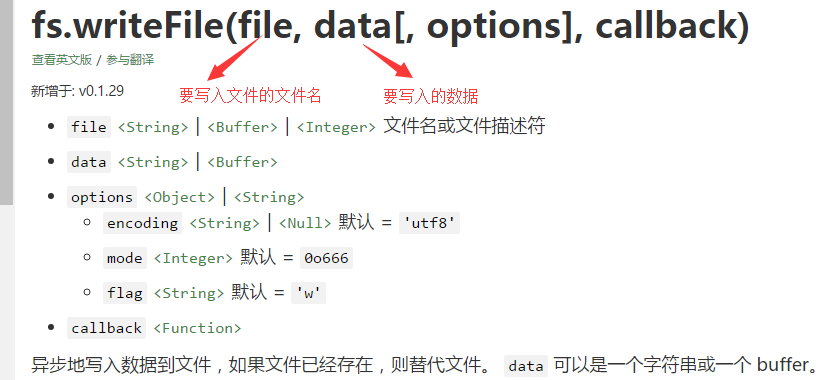 fs.writeFile(file, data[, options], callback)
查看英文版 / 参与翻译
新增于: v0.1.29
要写入文件的文件名 要写入的数据
file <String> | <Buffer> | <Integer> 文件名或文件描述符
data <String> | <Buffer>
options <Object> | <String>
encoding <String> | <Null> 默认 = 'utf8'
mode <Integer> 默认 = 0o666
flag <String> 默认 = 'w'
callback <Function>
异步地写入数据到文件，如果文件已经存在，则替代文件。 data 可以是一个字符串或一个 buffer。